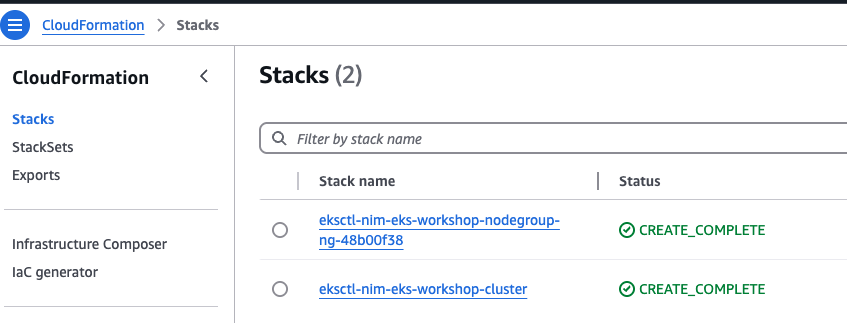 CloudFormation > Stacks
CloudFormation
Stacks
StackSets
Exports
Infrastructure Composer
IaC generator
Stacks (2)
Filter by stack name
Stack name Status
eksctl-nim-eks-workshop-nodegroup-
ng-48b00f38
CREATE_COMPLETE
eksctl-nim-eks-workshop-cluster
CREATE_COMPLETE